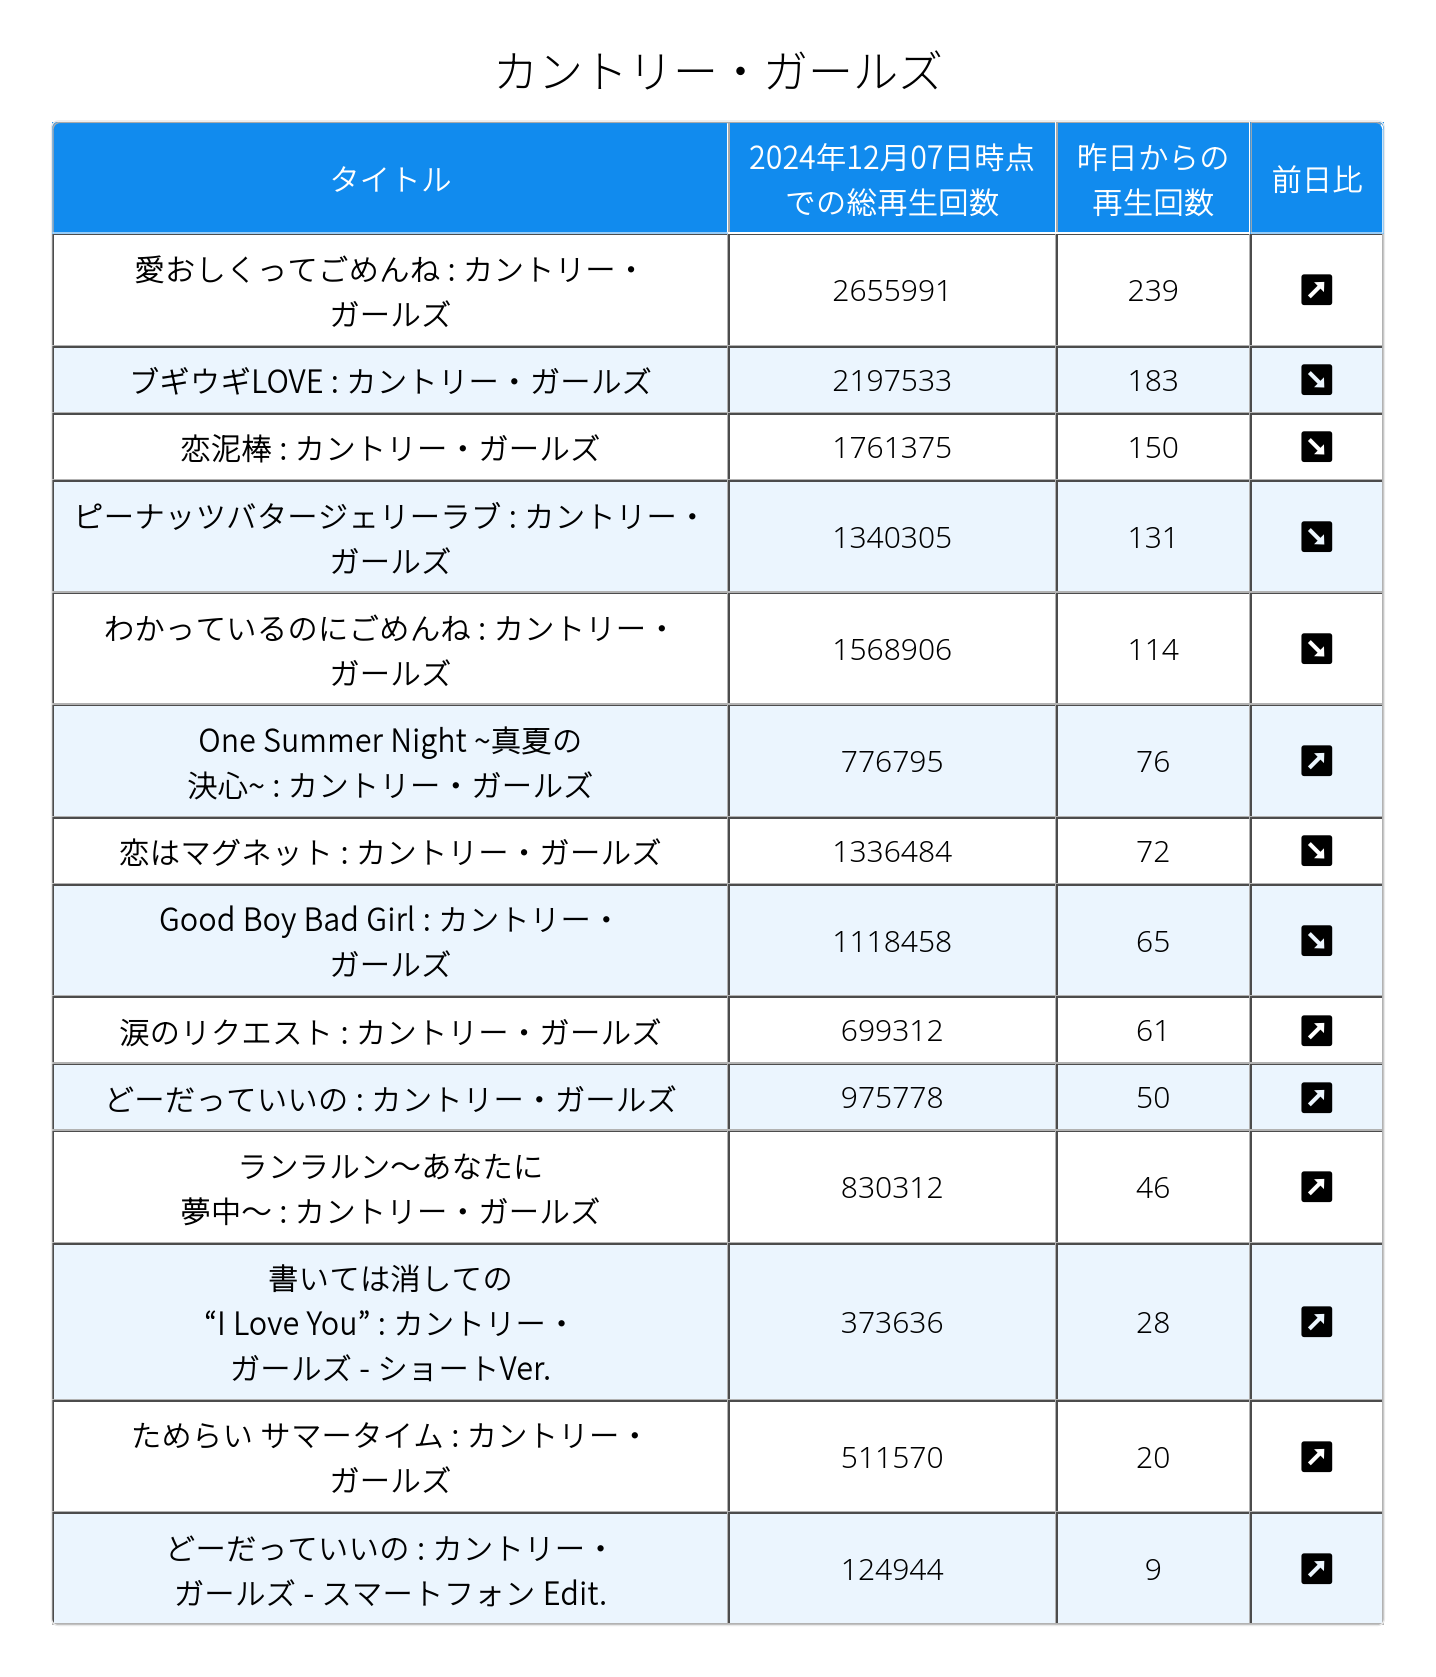 カントリー・ガールズ
タイトル
2024年12月07日時点
での総再生回数
昨日からの
再生回数
前日比
愛おしくってごめんね : カントリー・
ガールズ
2655991
239
ブギウギLOVE : カントリー・ガールズ
2197533
183
恋泥棒 : カントリー・ガールズ
1761375
150
ピーナッツバタージェリーラブ : カントリー・
ガールズ
1340305
131
わかっているのにごめんね : カントリー・
ガールズ
1568906
114
One Summer Night ~真夏の
決心~ : カントリー・ガールズ
776795
76
恋はマグネット : カントリー・ガールズ
1336484
72
Good Boy Bad Girl : カントリー・
ガールズ
1118458
65
涙のリクエスト : カントリー・ガールズ
699312
61
どーだっていいの : カントリー・ガールズ
975778
50
ランラルン～あなたに
夢中～ : カントリー・ガールズ
830312
46
書いては消しての
“I Love You” : カントリー・
ガールズ - ショートVer.
373636
28
ためらい サマータイム : カントリー・
ガールズ
511570
20
どーだっていいの : カントリー・
ガールズ - スマートフォン Edit.
124944
9